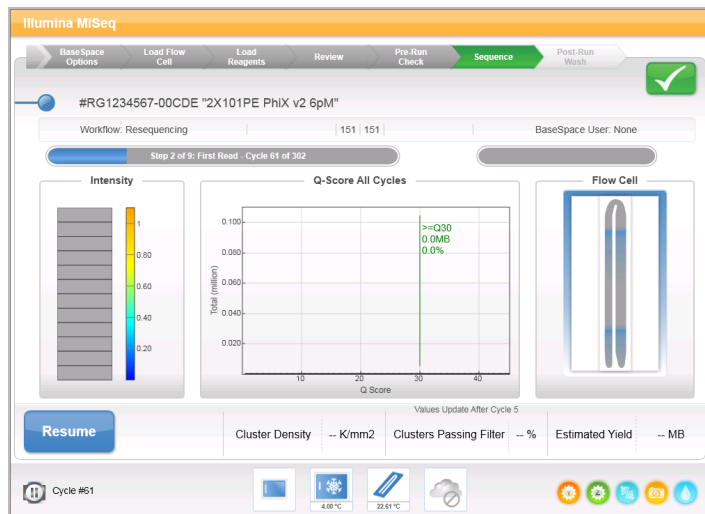 Illumina MiSeq
BaseSpace Options
Load Flow Cell
Load Reagents
Review
Pre-Run Check
Sequence
Post-Run Wash
#RG1234567-00CDE "2X101PE PhiX v2 6pM"
Workflow: Resequencing | 151 | 151 | BaseSpace User: None
Step 2 of 9: First Read - Cycle 61 of 302
Intensity
1
0.80
0.60
0.40
0.20
Q-Score All Cycles
>=Q30
0.0MB
0.0%
Total (million)
0.100
0.080
0.060
0.040
0.020
10 20 30 40
Q Score
Flow Cell
Values Update After Cycle 5
Resume
Cluster Density -- K/mm2
Clusters Passing Filter -- %
Estimated Yield -- MB
Cycle #61
4.00 °C
22.61 °C